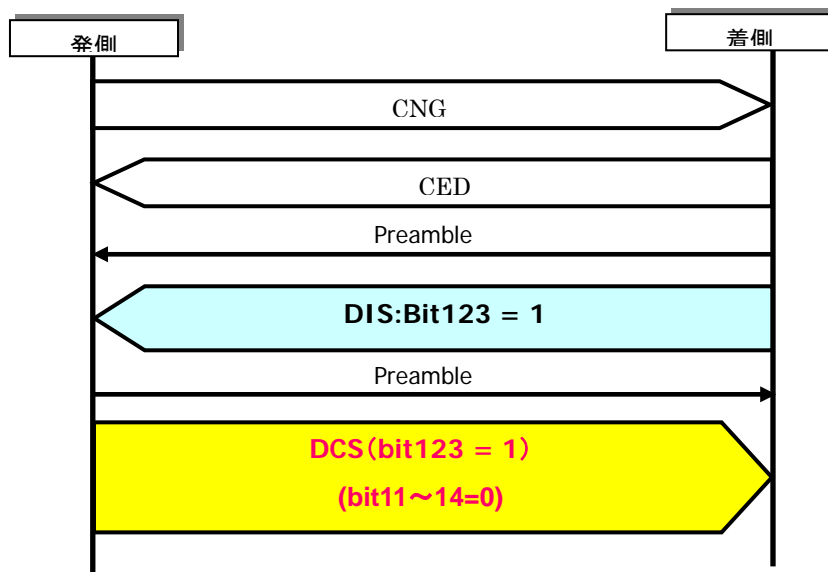 発側
着側
CNG
CED
Preamble
DIS:Bit123 = 1
Preamble
DCS(bit123 = 1)
(bit11～14=0)